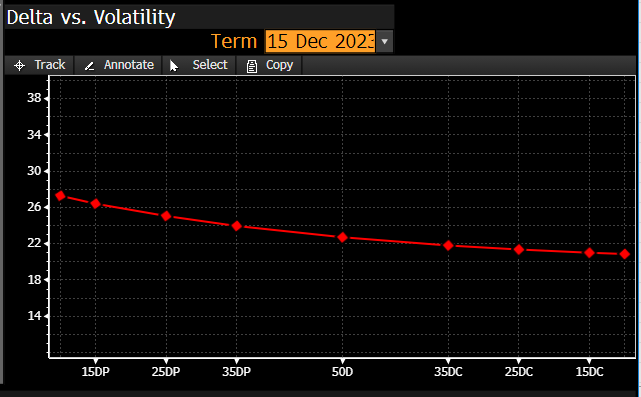 Delta vs. Volatility
Term 15 Dec 2023
Track Annotate Select Copy
38
34
30
26
22
18
14
15DP 25DP 35DP 50D 35DC 25DC 15DC